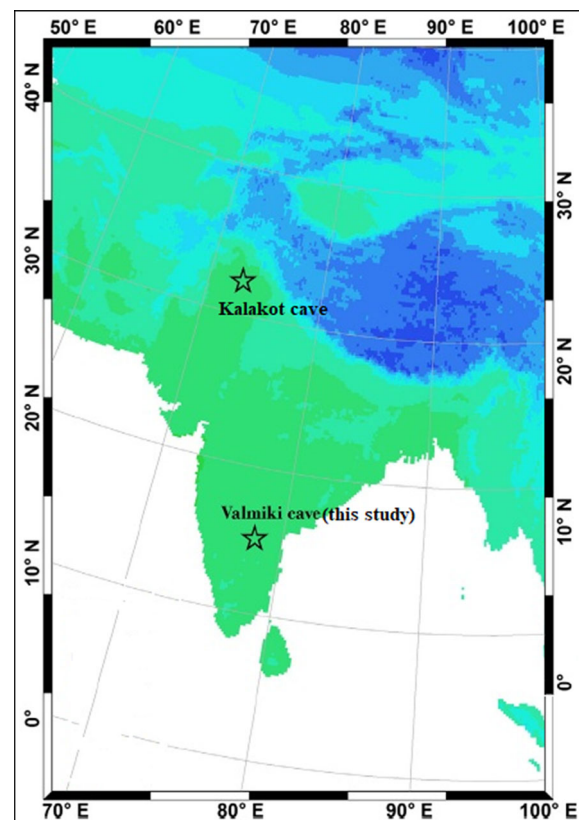 50° E 60° E 70° E 80° E 90° E 100° E
40° N
30° N
20° N
10° N
0°
30° N
20° N
10° N
0°
Kalakot cave
Valmiki cave(this study)
70° E 80° E 90° E 100° E